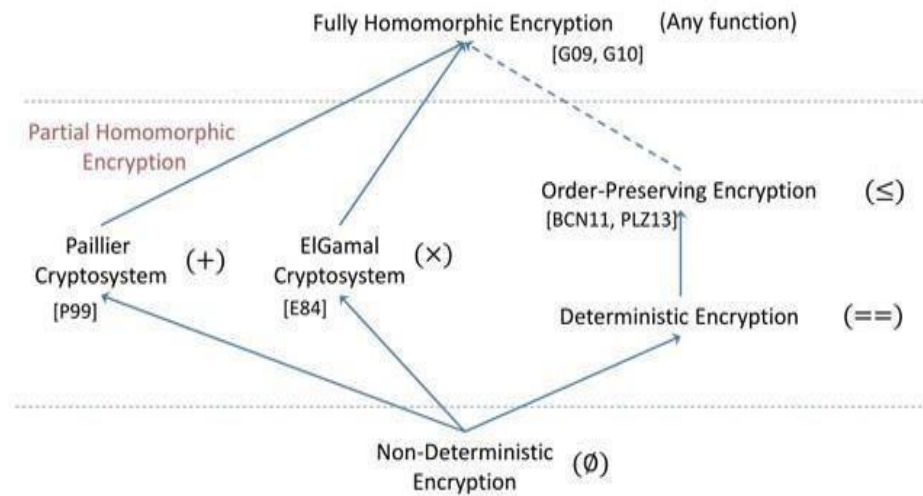 Fully Homomorphic Encryption (Any function)
[G09, G10]
Partial Homomorphic
Encryption
Order-Preserving Encryption (≤)
[BCN11, PLZ13]
Paillier
Cryptosystem (+)
[P99]
ElGamal
Cryptosystem (×)
[E84]
Deterministic Encryption (==)
Non-Deterministic
Encryption (∅)